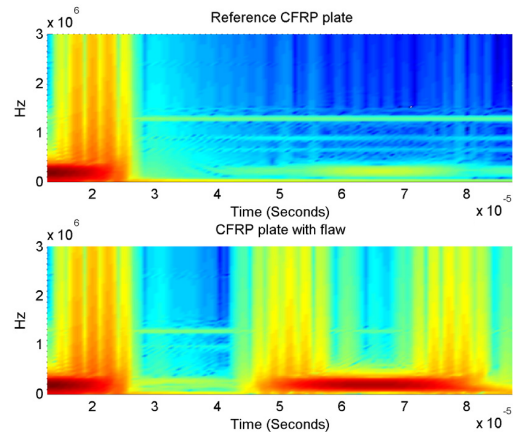 Reference CFRP plate
x 10^6
3
2
1
0
Hz
2 3 4 5 6 7 8
Time (Seconds)
x 10^-5
CFRP plate with flaw
x 10^6
3
2
1
0
Hz
2 3 4 5 6 7 8
Time (Seconds)
x 10^-5